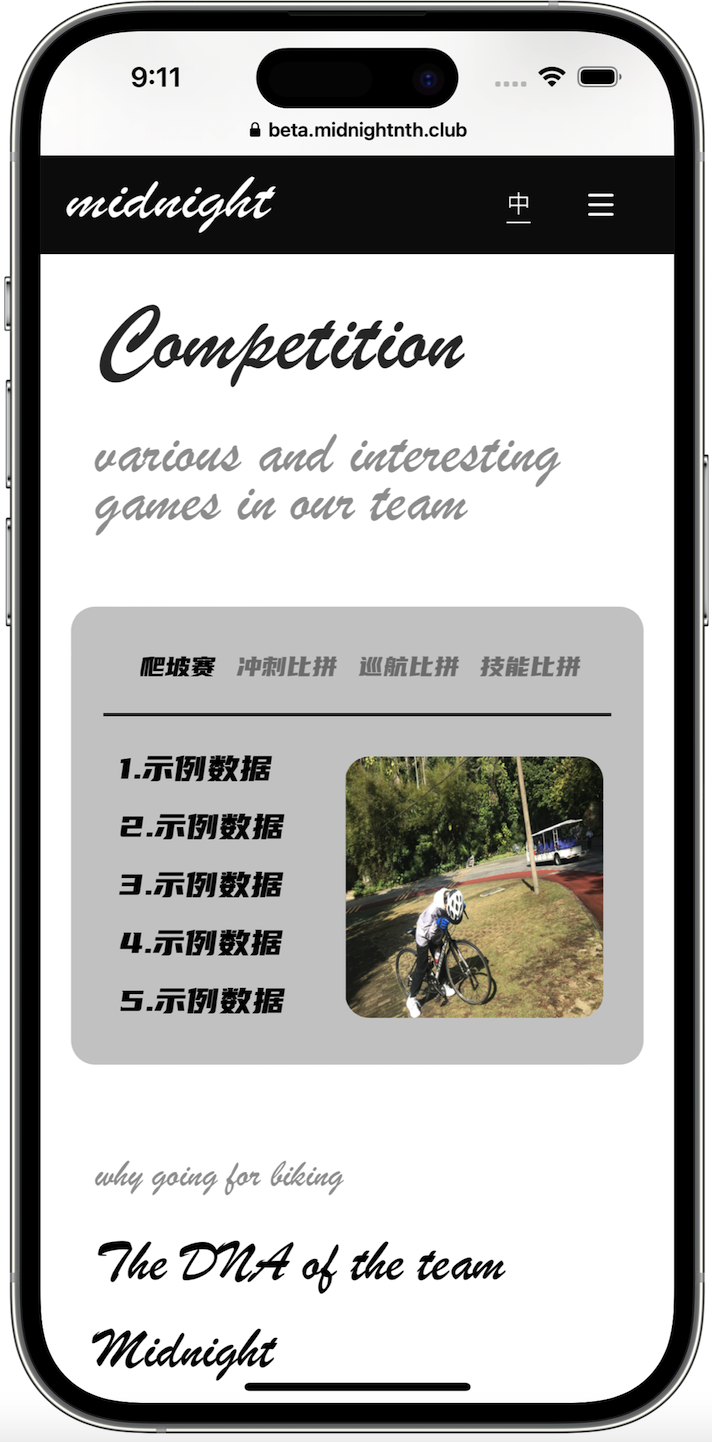 9:11
beta.midnightnth.club
midnight 中
Competition
various and interesting
games in our team
爬坡赛 冲刺比拼 巡航比拼 技能比拼
1.示例数据
2.示例数据
3.示例数据
4.示例数据
5.示例数据
why going for biking
The DNA of the team
Midnight